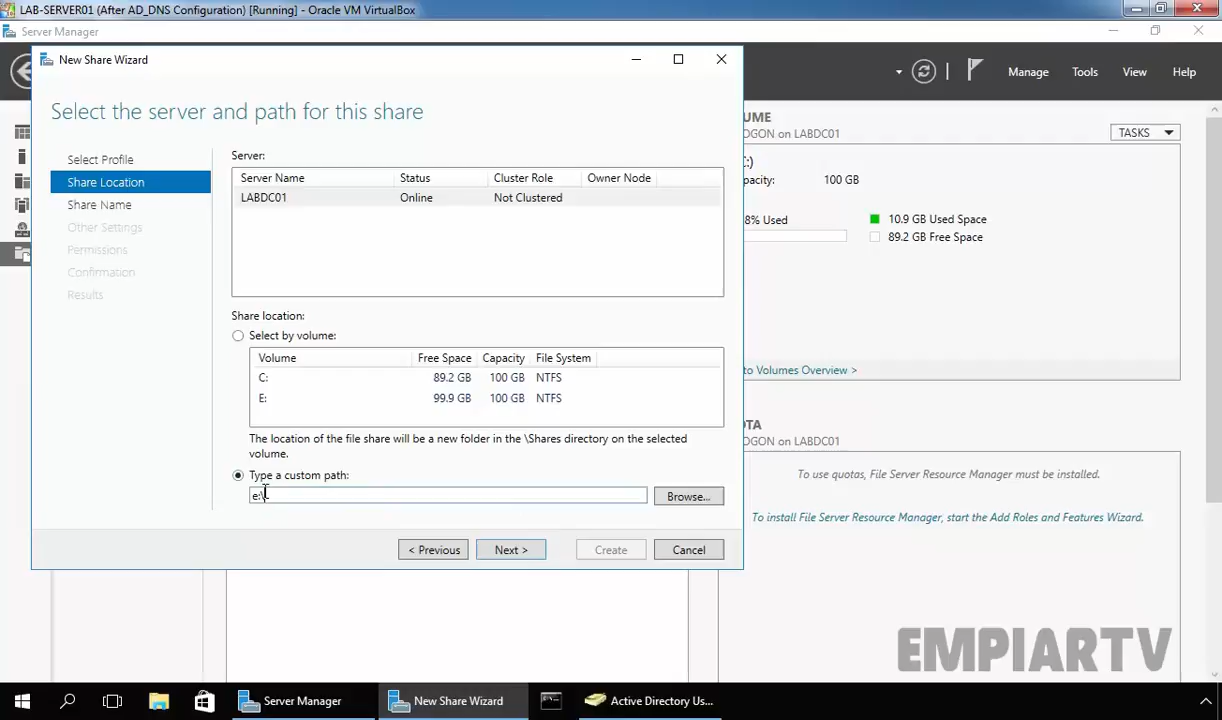 LAB-SERVER01 (After AD_DNS Configuration) [Running] - Oracle VM VirtualBox
Server Manager
New Share Wizard
Manage Tools View Help
Select the server and path for this share
UME
OGON on LABDC01
TASKS
Select Profile
Share Location
Share Name
Other Settings
Permissions
Confirmation
Results
Server:
Server Name Status Cluster Role Owner Node
LABDC01 Online Not Clustered
:)
pacity: 100 GB
8% Used
10.9 GB Used Space
89.2 GB Free Space
Share location:
Select by volume:
Volume Free Space Capacity File System
C: 89.2 GB 100 GB NTFS
E: 99.9 GB 100 GB NTFS
The location of the file share will be a new folder in the \Shares directory on the selected
volume.
Type a custom path:
e:\
Browse...
< Previous Next > Create Cancel
to Volumes Overview >
OTA
OGON on LABDC01
To use quotas, File Server Resource Manager must be installed.
To install File Server Resource Manager, start the Add Roles and Features Wizard.
EMPIARTV
Server Manager
New Share Wizard
Active Directory Us...